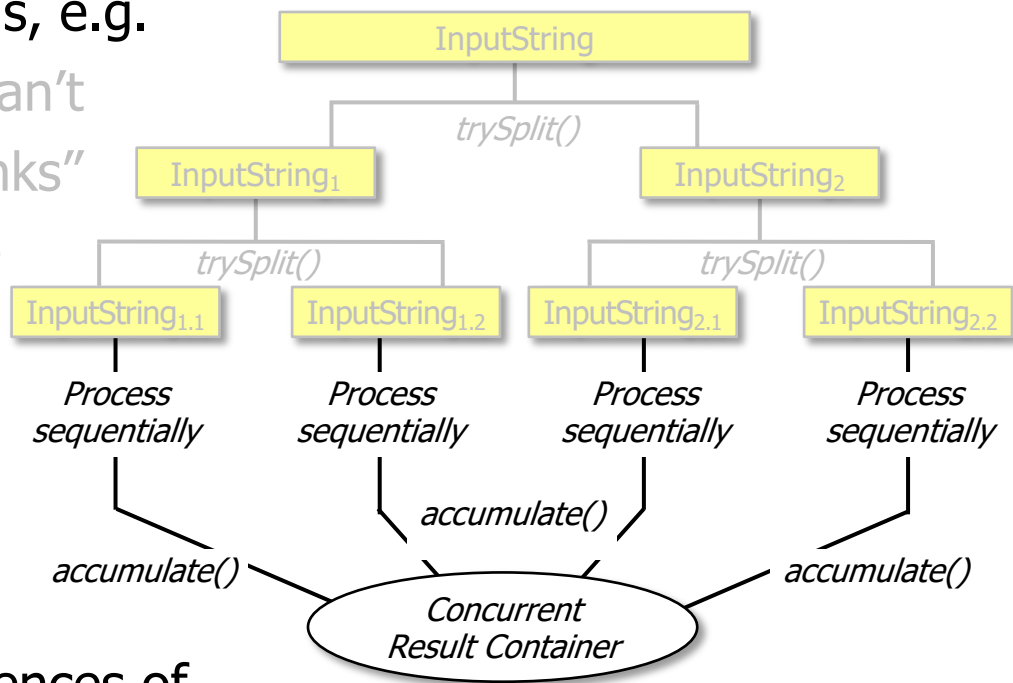 s, e.g.
InputString
an't
trySplit()
nks"
InputString₁
InputString₂
trySplit()
trySplit()
InputString₁.₁
InputString₁.₂
InputString₂.₁
InputString₂.₂
Process
sequentially
Process
sequentially
Process
sequentially
Process
sequentially
accumulate()
accumulate()
accumulate()
Concurrent
Result Container
ences of